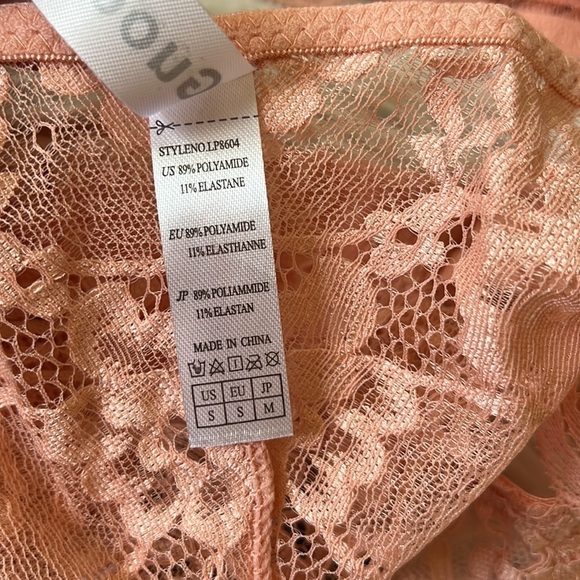 STYLENO.LP8604
US 89% POLYAMIDE
11% ELASTANE
EU 89% POLYAMIDE
11% ELASTHANNE
JP 89% POLIAMMIDE
11% ELASTAN
MADE IN CHINA
US EU JP
S S M